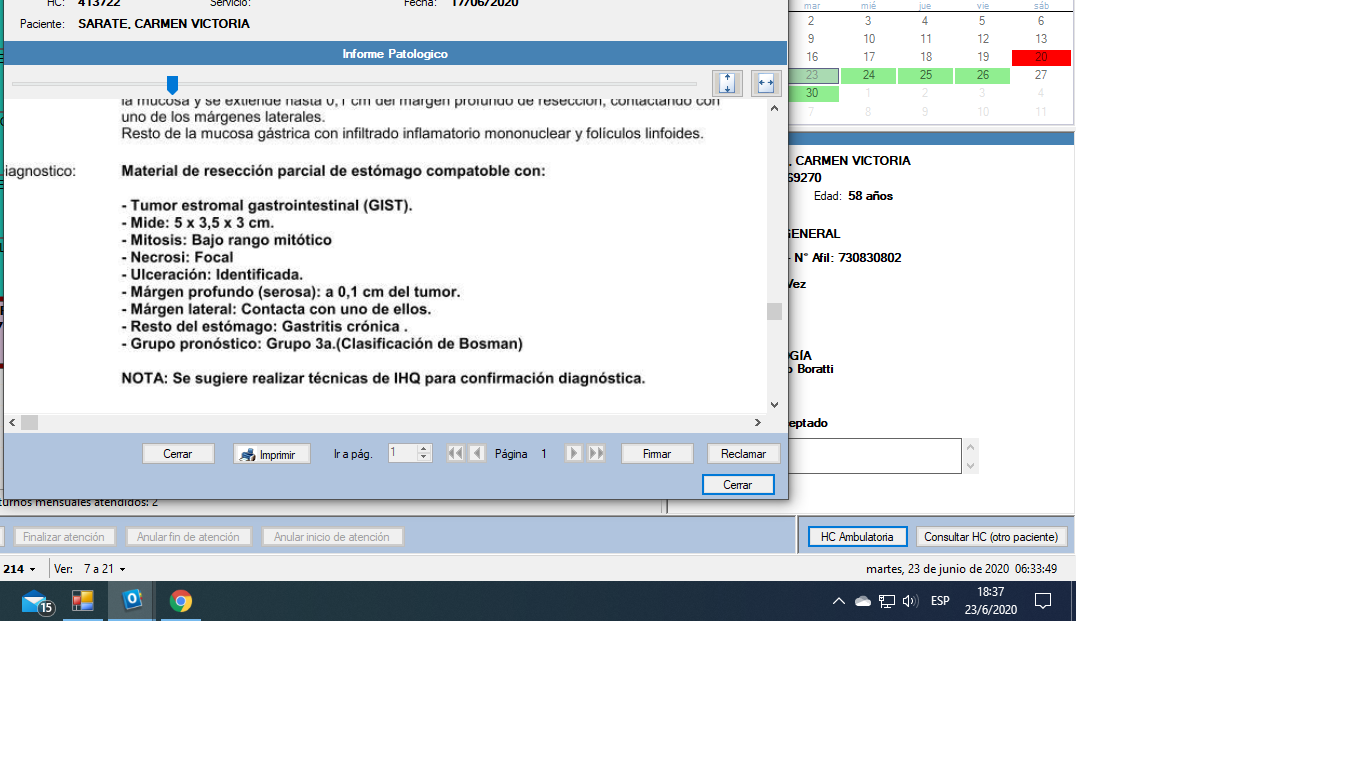 HC: 413722 Servicio: Fecha: 17/06/2020
Paciente: SARATE, CARMEN VICTORIA
Informe Patologico
la mucosa y se extiende hasta 0,1 cm del margen profundo de resección, contactando con
uno de los márgenes laterales.
Resto de la mucosa gástrica con infiltrado inflamatorio mononuclear y folículos linfoides.
iagnostico: Material de resección parcial de estómago compatoble con:
- Tumor estromal gastrointestinal (GIST).
- Mide: 5 x 3,5 x 3 cm.
- Mitosis: Bajo rango mitótico
- Necrosi: Focal
- Ulceración: Identificada.
- Márgen profundo (serosa): a 0,1 cm del tumor.
- Márgen lateral: Contacta con uno de ellos.
- Resto del estómago: Gastritis crónica .
- Grupo pronóstico: Grupo 3a.(Clasificación de Bosman)
NOTA: Se sugiere realizar técnicas de IHQ para confirmación diagnóstica.
Cerrar Imprimir Ir a pág. 1 Página 1 Firmar Reclamar
Cerrar
mar mié jue vie sáb
2 3 4 5 6
9 10 11 12 13
16 17 18 19 20
23 24 25 26 27
30 1 2 3 4
7 8 9 10 11
, CARMEN VICTORIA
69270
Edad: 58 años
GENERAL
- N° Afil: 730830802
Vez
OGÍA
o Boratti
eptado
turnos mensuales atendidos: 2
Finalizar atención Anular fin de atención Anular inicio de atención HC Ambulatoria Consultar HC (otro paciente)
214 Ver: 7 a 21 martes, 23 de junio de 2020 06:33:49
15 ESP 18:37
23/6/2020